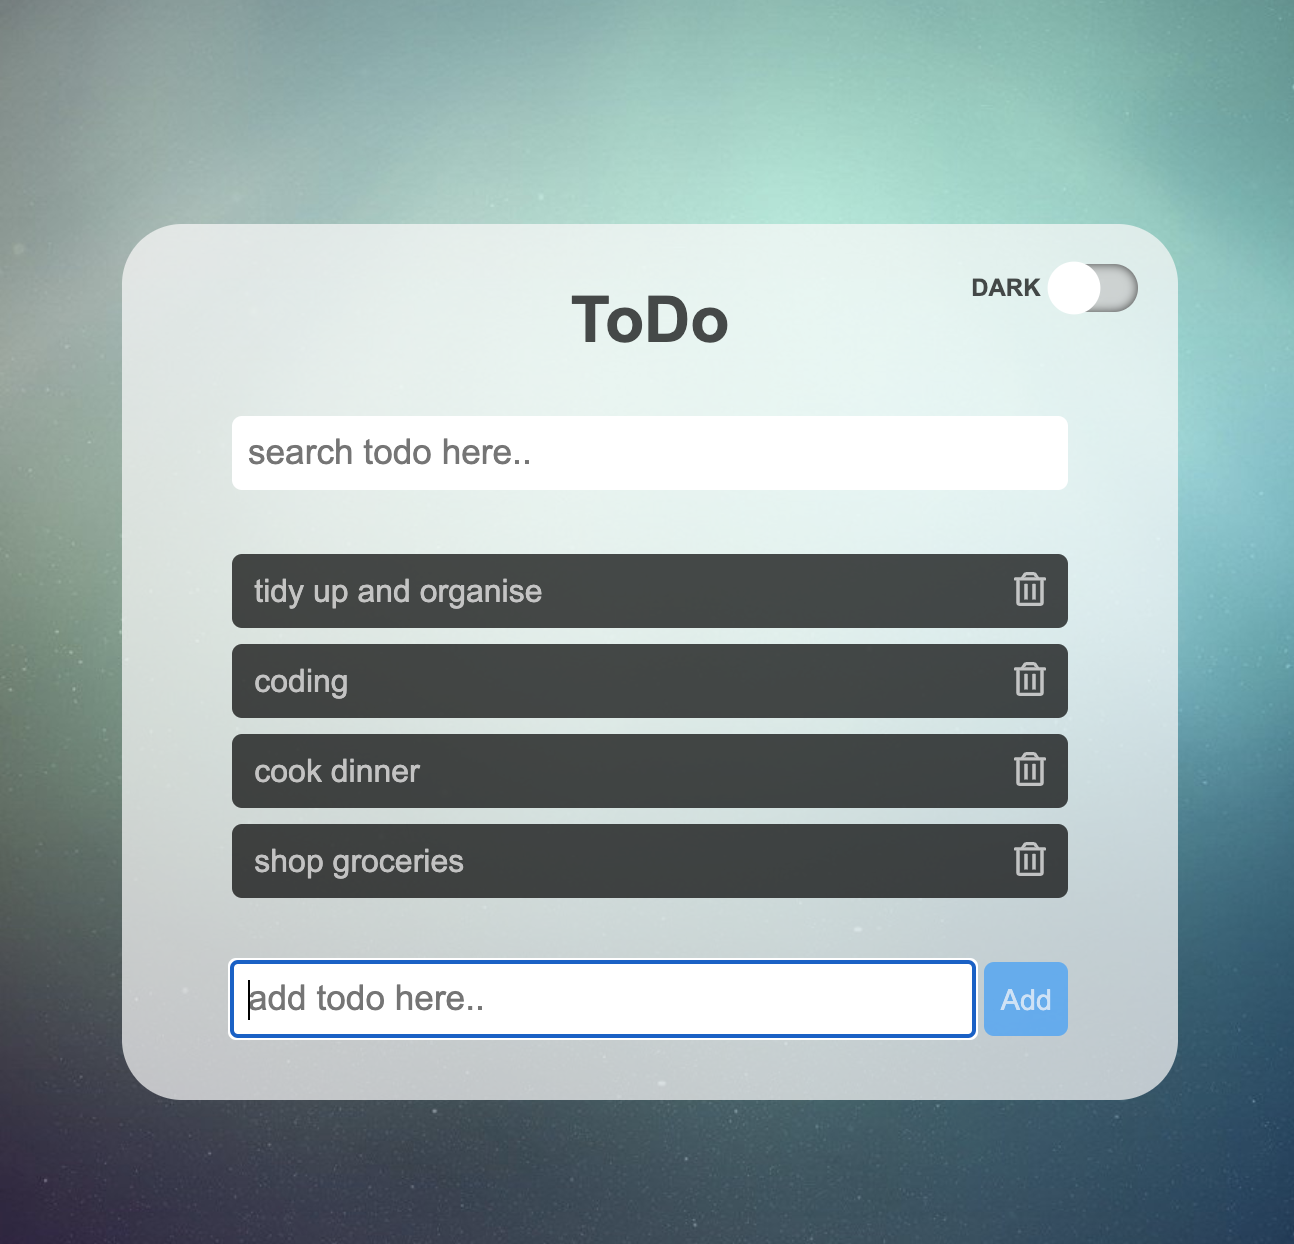 DARK
ToDo
search todo here..
tidy up and organise
coding
cook dinner
shop groceries
add todo here..
Add